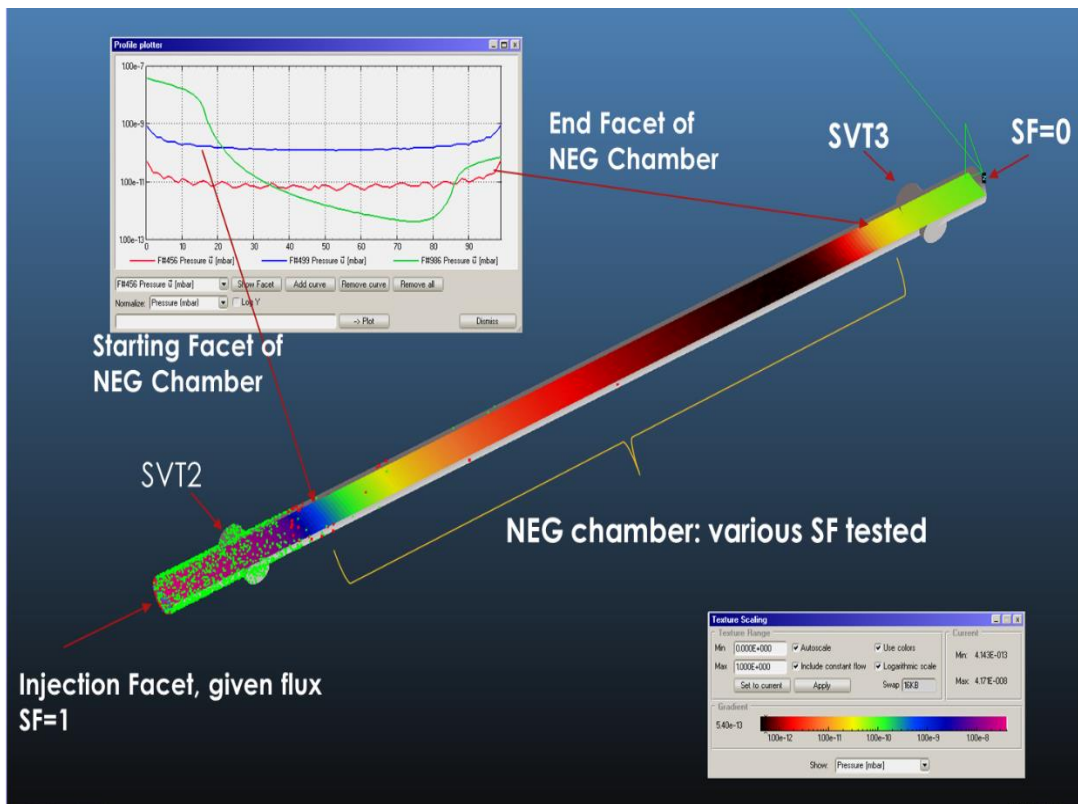 Profile plotter
1.00e-7
1.00e-9
1.00e-11
1.00e-13
0 10 20 30 40 50 60 70 80 90
F#456 Pressure ū [mbar] F#499 Pressure ū [mbar] F#986 Pressure ū [mbar]
F#456 Pressure ū [mbar] Show Facet Add curve Remove curve Remove all
Normalize: Pressure [mbar] Log Y
-> Plot Dismiss
End Facet of
NEG Chamber
SVT3
SF=0
Starting Facet of
NEG Chamber
SVT2
NEG chamber: various SF tested
Injection Facet, given flux
SF=1
Texture Scaling
Texture Range
Min 0.000E+000 Autoscale Use colors
Max 1.000E+000 Include constant flow Logarithmic scale
Set to current Apply Swap 16KB
Current
Min: 4.143E-013
Max: 4.171E-008
Gradient
5.40e-13
1.00e-12 1.00e-11 1.00e-10 1.00e-9 1.00e-8
Show: Pressure [mbar]